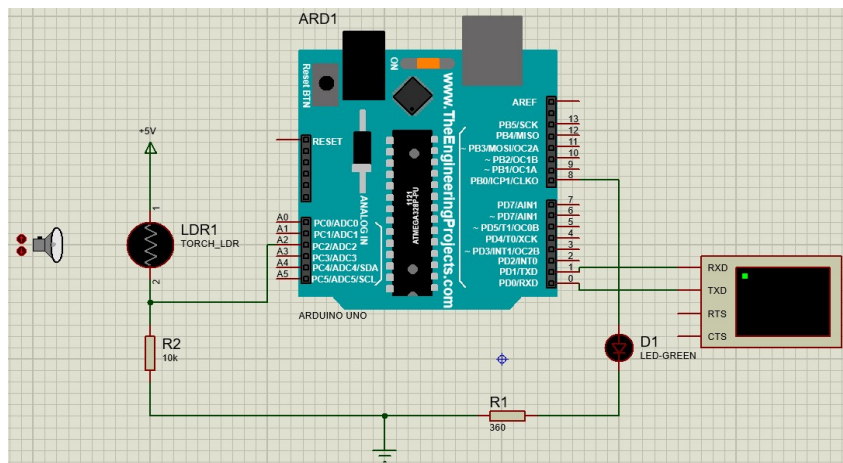 ARD1
Reset BTN
ON
www.TheEngineeringProjects.com
AREF
PB5/SCK 13
PB4/MISO 12
~ PB3/MOSI/OC2A 11
~ PB2/OC1B 10
~ PB1/OC1A 9
PB0/ICP1/CLKO 8
RESET
ANALOG IN
1121
ATMEGA328P-PU
A0 PC0/ADC0
A1 PC1/ADC1
A2 PC2/ADC2
A3 PC3/ADC3
A4 PC4/ADC4/SDA
A5 PC5/ADC5/SCL
PD7/AIN1 7
~ PD7/AIN1 6
~ PD5/T1/OC0B 5
PD4/T0/XCK 4
~ PD3/INT1/OC2B 3
PD2/INT0 2
PD1/TXD 1
PD0/RXD 0
ARDUINO UNO
+5V
1
LDR1
TORCH_LDR
2
R2
10k
RXD
TXD
RTS
CTS
D1
LED-GREEN
R1
360